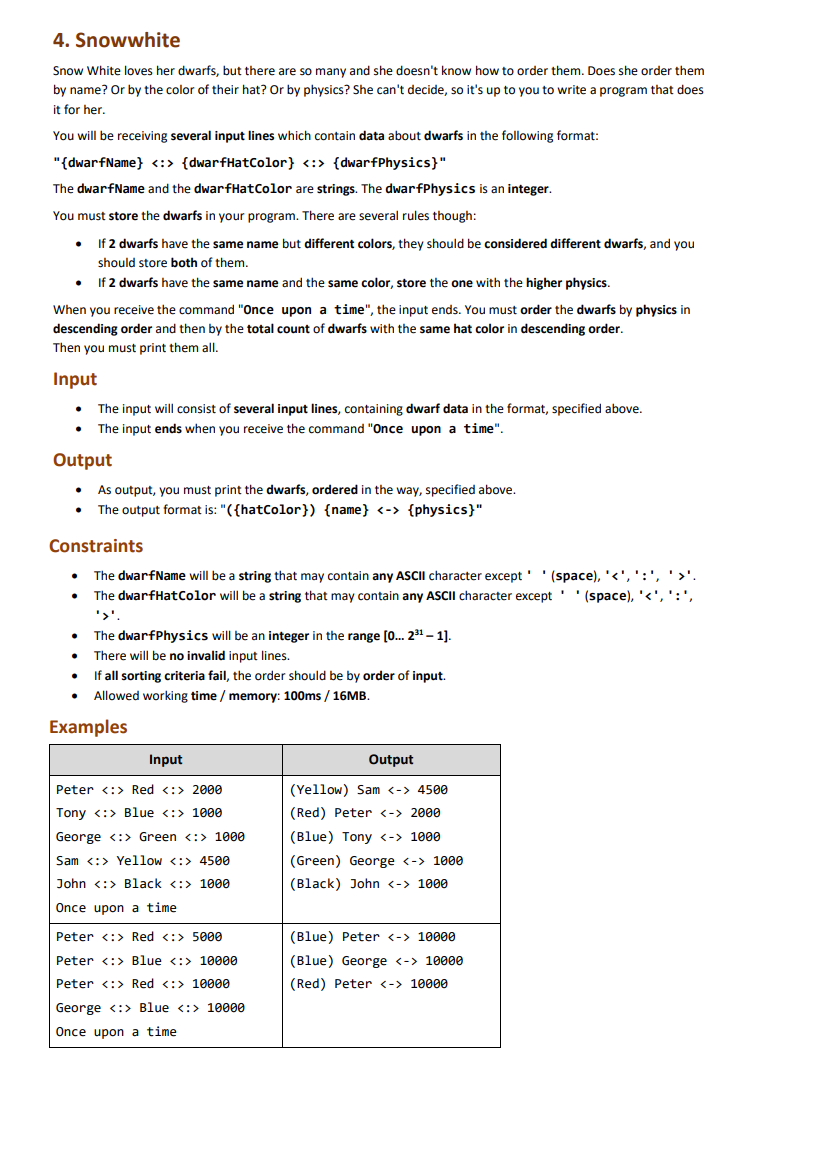 4. Snowwhite
Snow White loves her dwarfs, but there are so many and she doesn't know how to order them. Does she order them
by name? Or by the color of their hat? Or by physics? She can't decide, so it's up to you to write a program that does
it for her.
You will be receiving several input lines which contain data about dwarfs in the following format:
"{dwarfName} <:> {dwarfHatColor} <:> {dwarfPhysics}"
The dwarfName and the dwarfHatColor are strings. The dwarfPhysics is an integer.
You must store the dwarfs in your program. There are several rules though:
• If 2 dwarfs have the same name but different colors, they should be considered different dwarfs, and you
should store both of them.
• If 2 dwarfs have the same name and the same color, store the one with the higher physics.
When you receive the command "Once upon a time", the input ends. You must order the dwarfs by physics in
descending order and then by the total count of dwarfs with the same hat color in descending order.
Then you must print them all.
Input
• The input will consist of several input lines, containing dwarf data in the format, specified above.
• The input ends when you receive the command "Once upon a time".
Output
• As output, you must print the dwarfs, ordered in the way, specified above.
• The output format is: "({hatColor}) {name} <-> {physics}"
Constraints
• The dwarfName will be a string that may contain any ASCII character except ' ' (space), '<', ':', '>'.
• The dwarfHatColor will be a string that may contain any ASCII character except ' ' (space), '<', ':',
'>'.
• The dwarfPhysics will be an integer in the range [0… 2³¹ – 1].
• There will be no invalid input lines.
• If all sorting criteria fail, the order should be by order of input.
• Allowed working time / memory: 100ms / 16MB.
Examples
Input Output
Peter <:> Red <:> 2000
Tony <:> Blue <:> 1000
George <:> Green <:> 1000
Sam <:> Yellow <:> 4500
John <:> Black <:> 1000
Once upon a time
(Yellow) Sam <-> 4500
(Red) Peter <-> 2000
(Blue) Tony <-> 1000
(Green) George <-> 1000
(Black) John <-> 1000
Peter <:> Red <:> 5000
Peter <:> Blue <:> 10000
Peter <:> Red <:> 10000
George <:> Blue <:> 10000
Once upon a time
(Blue) Peter <-> 10000
(Blue) George <-> 10000
(Red) Peter <-> 10000